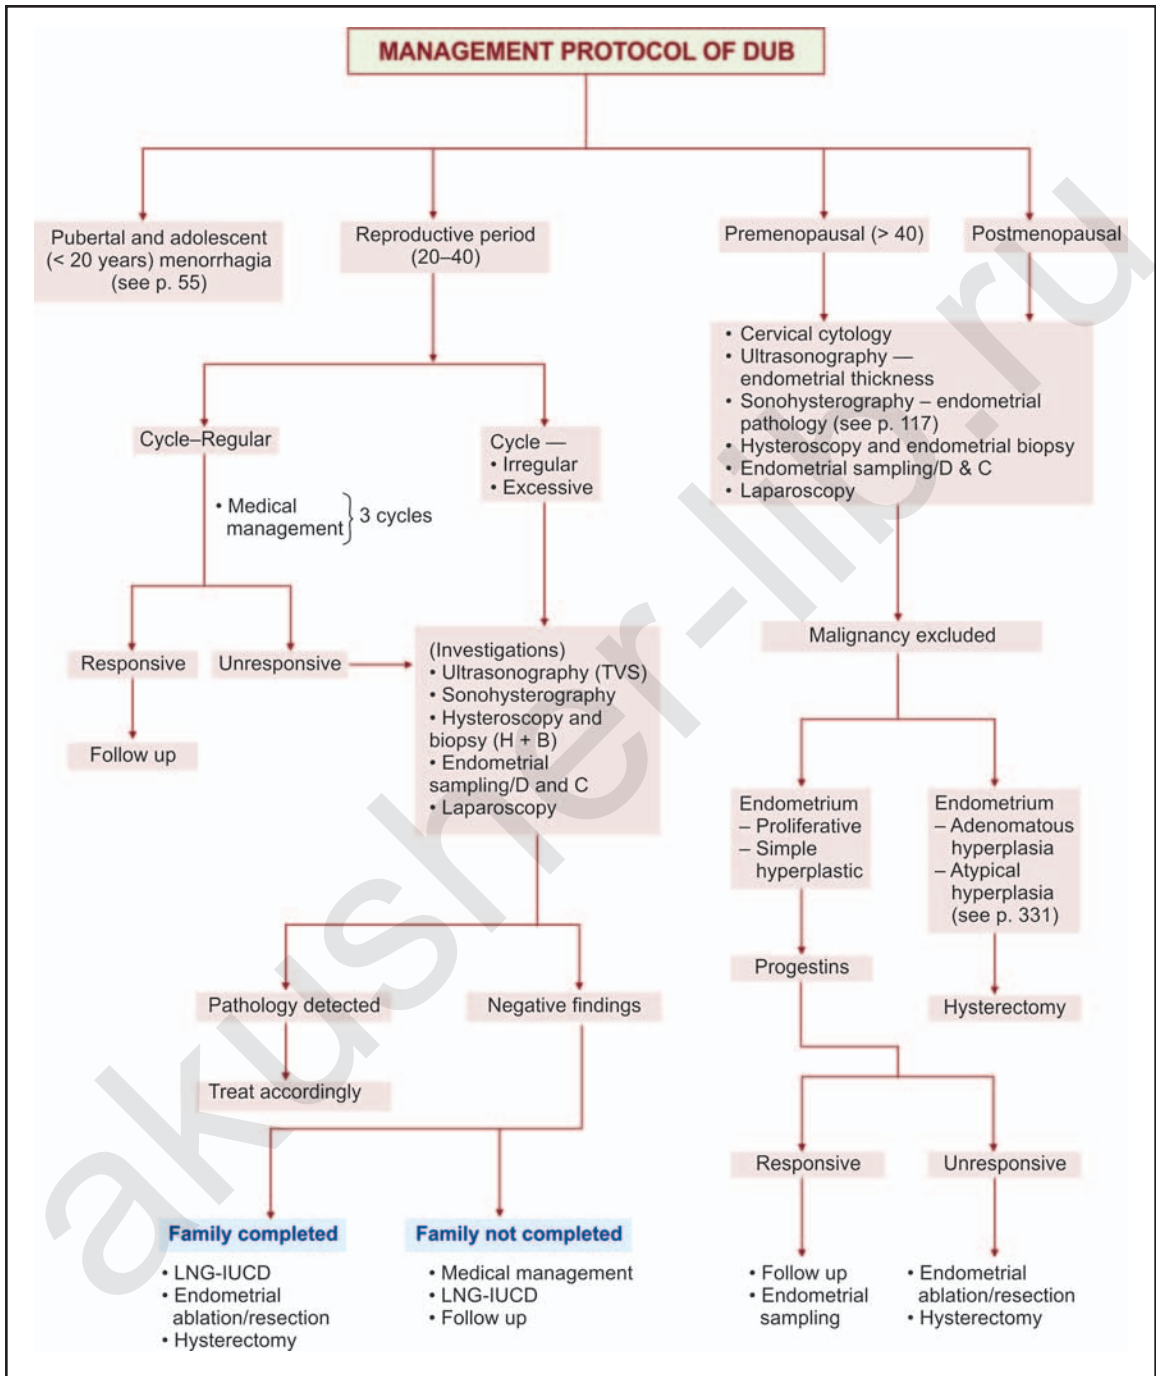 MANAGEMENT PROTOCOL OF DUB
Pubertal and adolescent
(< 20 years) menorrhagia
(see p. 55)
Reproductive period
(20–40)
Premenopausal (> 40)
Postmenopausal
Cycle–Regular
Cycle —
• Irregular
• Excessive
• Medical
management
3 cycles
Responsive
Unresponsive
Follow up
(Investigations)
• Ultrasonography (TVS)
• Sonohysterography
• Hysteroscopy and
biopsy (H + B)
• Endometrial
sampling/D and C
• Laparoscopy
Pathology detected
Negative findings
Treat accordingly
Family completed
• LNG-IUCD
• Endometrial
ablation/resection
• Hysterectomy
Family not completed
• Medical management
• LNG-IUCD
• Follow up
• Cervical cytology
• Ultrasonography —
endometrial thickness
• Sonohysterography – endometrial
pathology (see p. 117)
• Hysteroscopy and endometrial biopsy
• Endometrial sampling/D & C
• Laparoscopy
Malignancy excluded
Endometrium
– Proliferative
– Simple
hyperplastic
Endometrium
– Adenomatous
hyperplasia
– Atypical
hyperplasia
(see p. 331)
Progestins
Hysterectomy
Responsive
Unresponsive
• Follow up
• Endometrial
sampling
• Endometrial
ablation/resection
• Hysterectomy
akusher-lib.ru